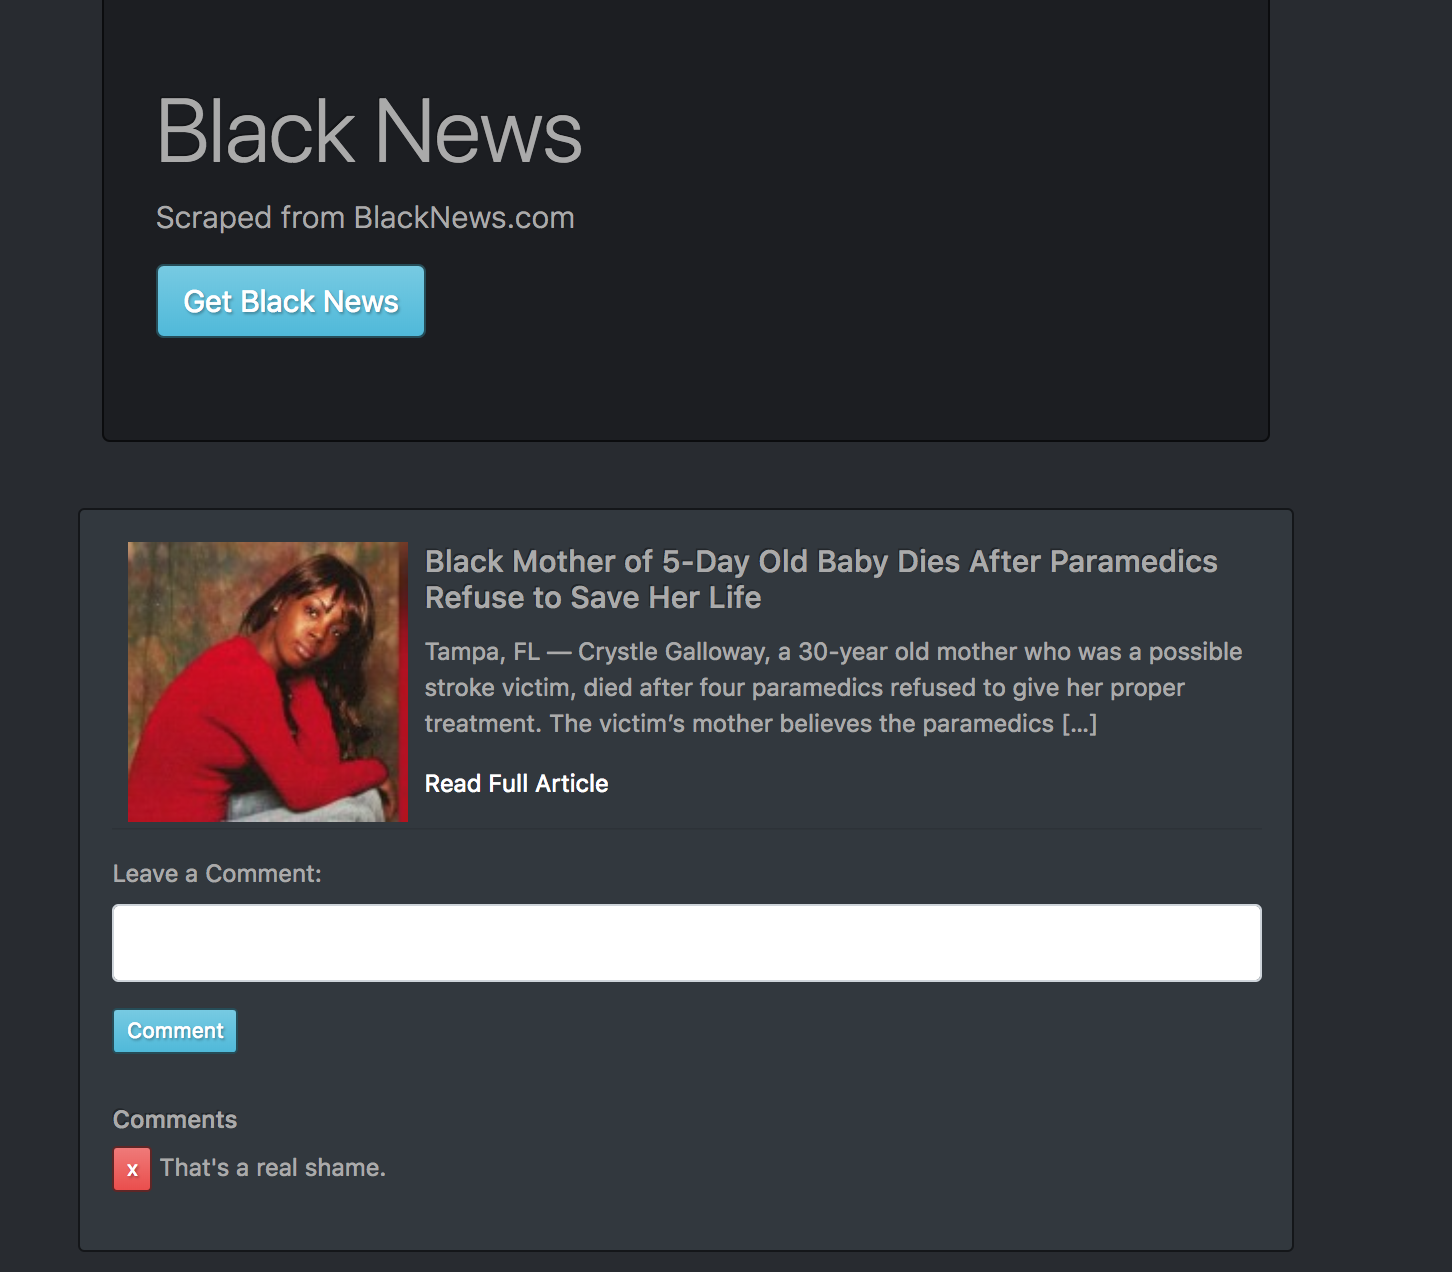 Black News
Scraped from BlackNews.com
Get Black News
Black Mother of 5-Day Old Baby Dies After Paramedics
Refuse to Save Her Life
Tampa, FL — Crystle Galloway, a 30-year old mother who was a possible
stroke victim, died after four paramedics refused to give her proper
treatment. The victim’s mother believes the paramedics […]
Read Full Article
Leave a Comment:
Comment
Comments
x That's a real shame.